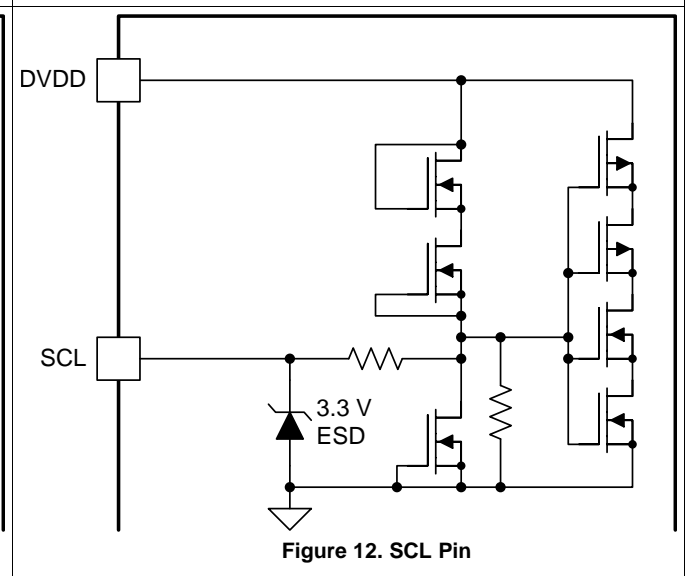 DVDD
SCL
3.3 V
ESD
Figure 12. SCL Pin